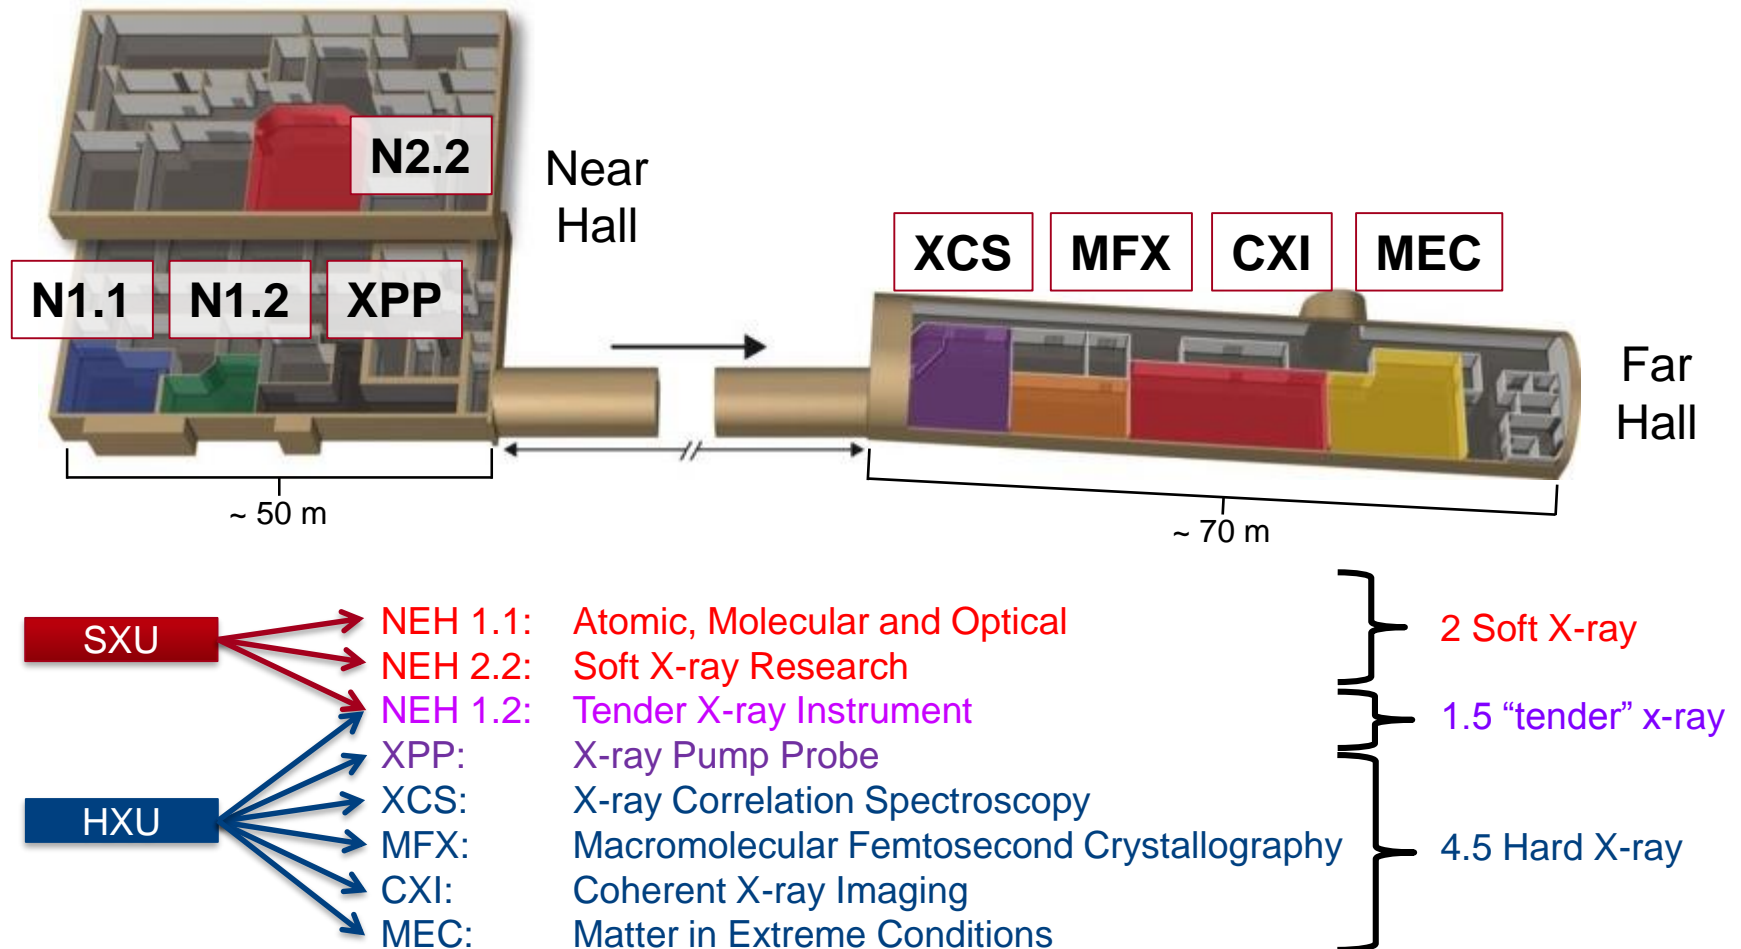 N2.2
Near
Hall
N1.1 N1.2 XPP
XCS MFX CXI MEC
Far
Hall
~ 50 m
~ 70 m
SXU
HXU
NEH 1.1: Atomic, Molecular and Optical
NEH 2.2: Soft X-ray Research
NEH 1.2: Tender X-ray Instrument
XPP: X-ray Pump Probe
XCS: X-ray Correlation Spectroscopy
MFX: Macromolecular Femtosecond Crystallography
CXI: Coherent X-ray Imaging
MEC: Matter in Extreme Conditions
2 Soft X-ray
1.5 “tender” x-ray
4.5 Hard X-ray